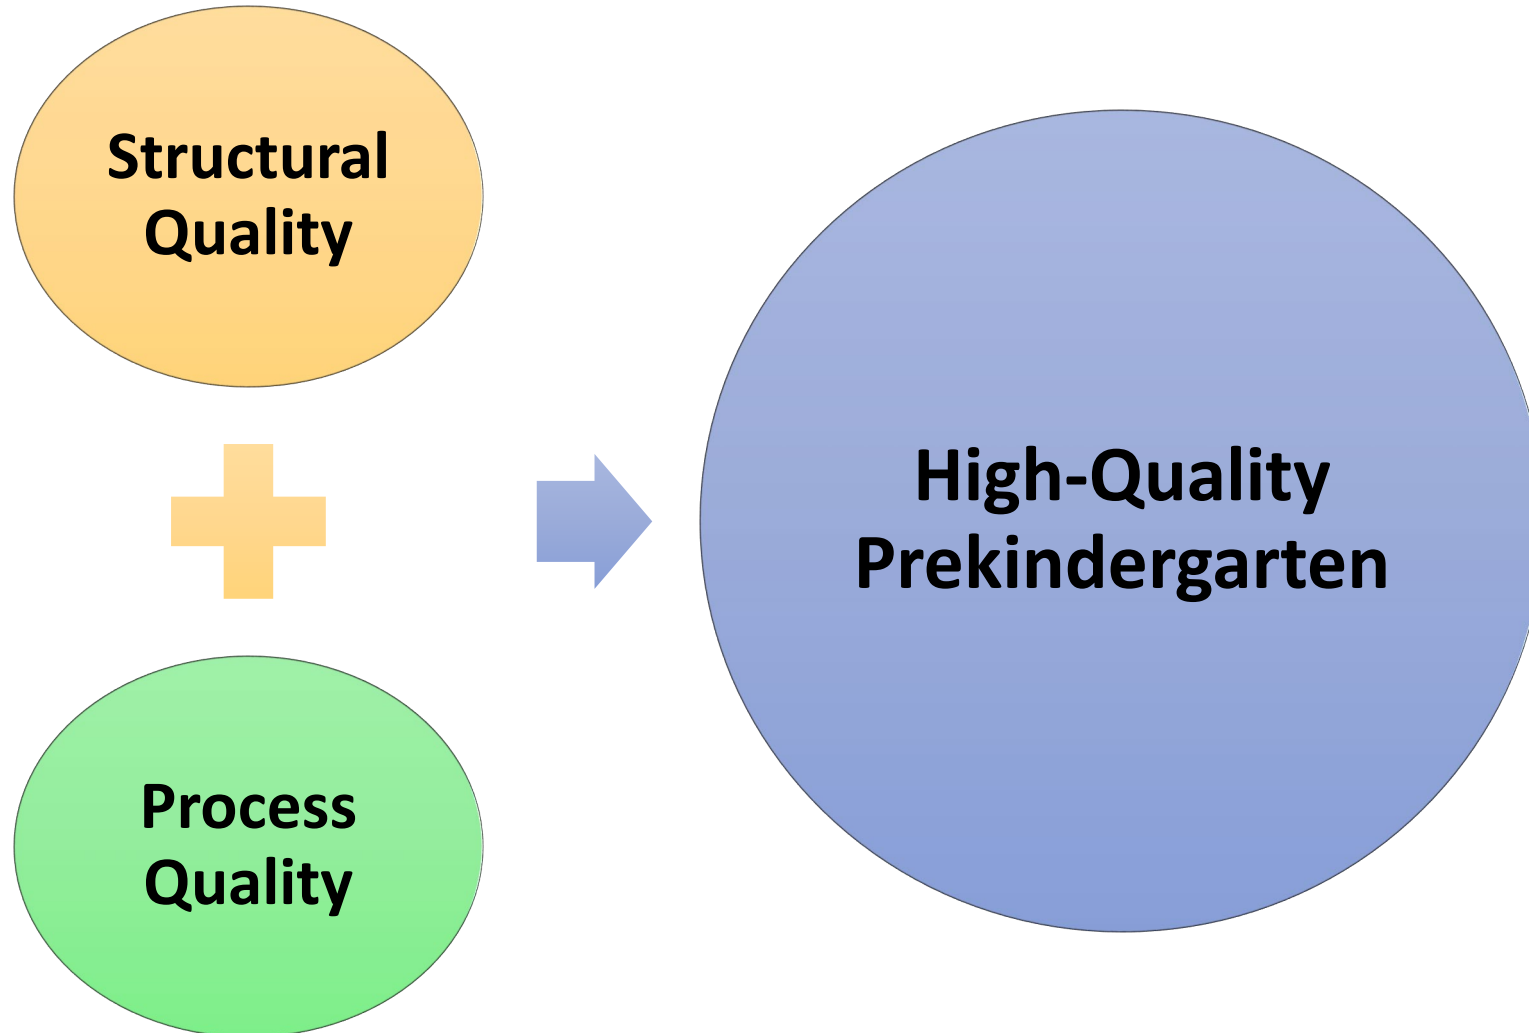 Structural
Quality
Process
Quality
High-Quality
Prekindergarten